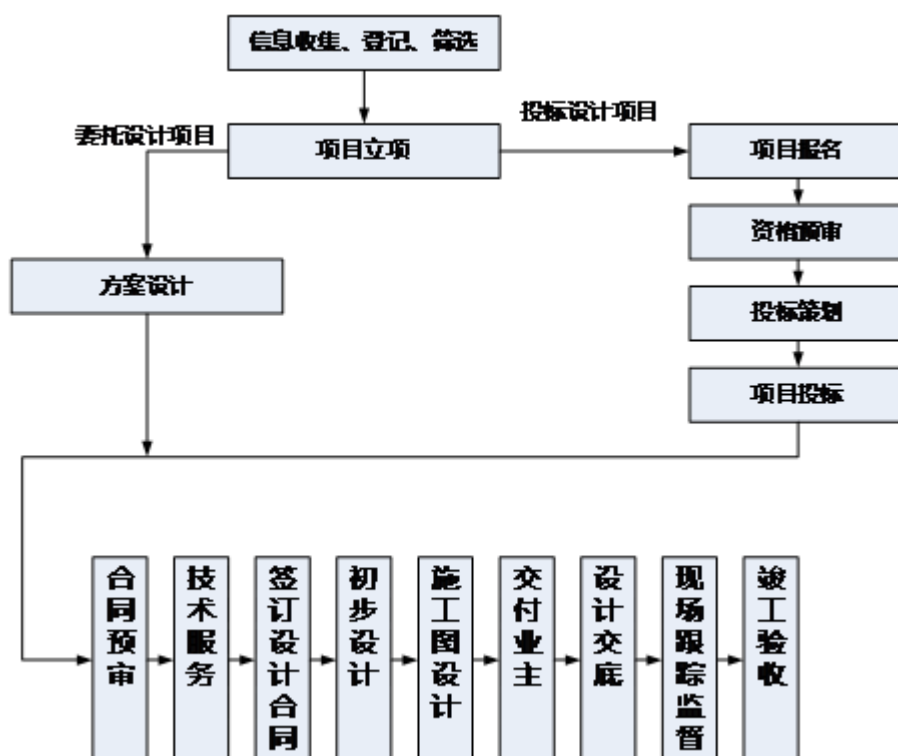 信息收集、登记、筛选
委托设计项目
投标设计项目
项目立项
项目报名
资格预审
方案设计
投标策划
项目投标
合同预审
技术服务
签订设计合同
初步设计
施工图设计
交付业主
设计交底
现场跟踪监督
竣工验收